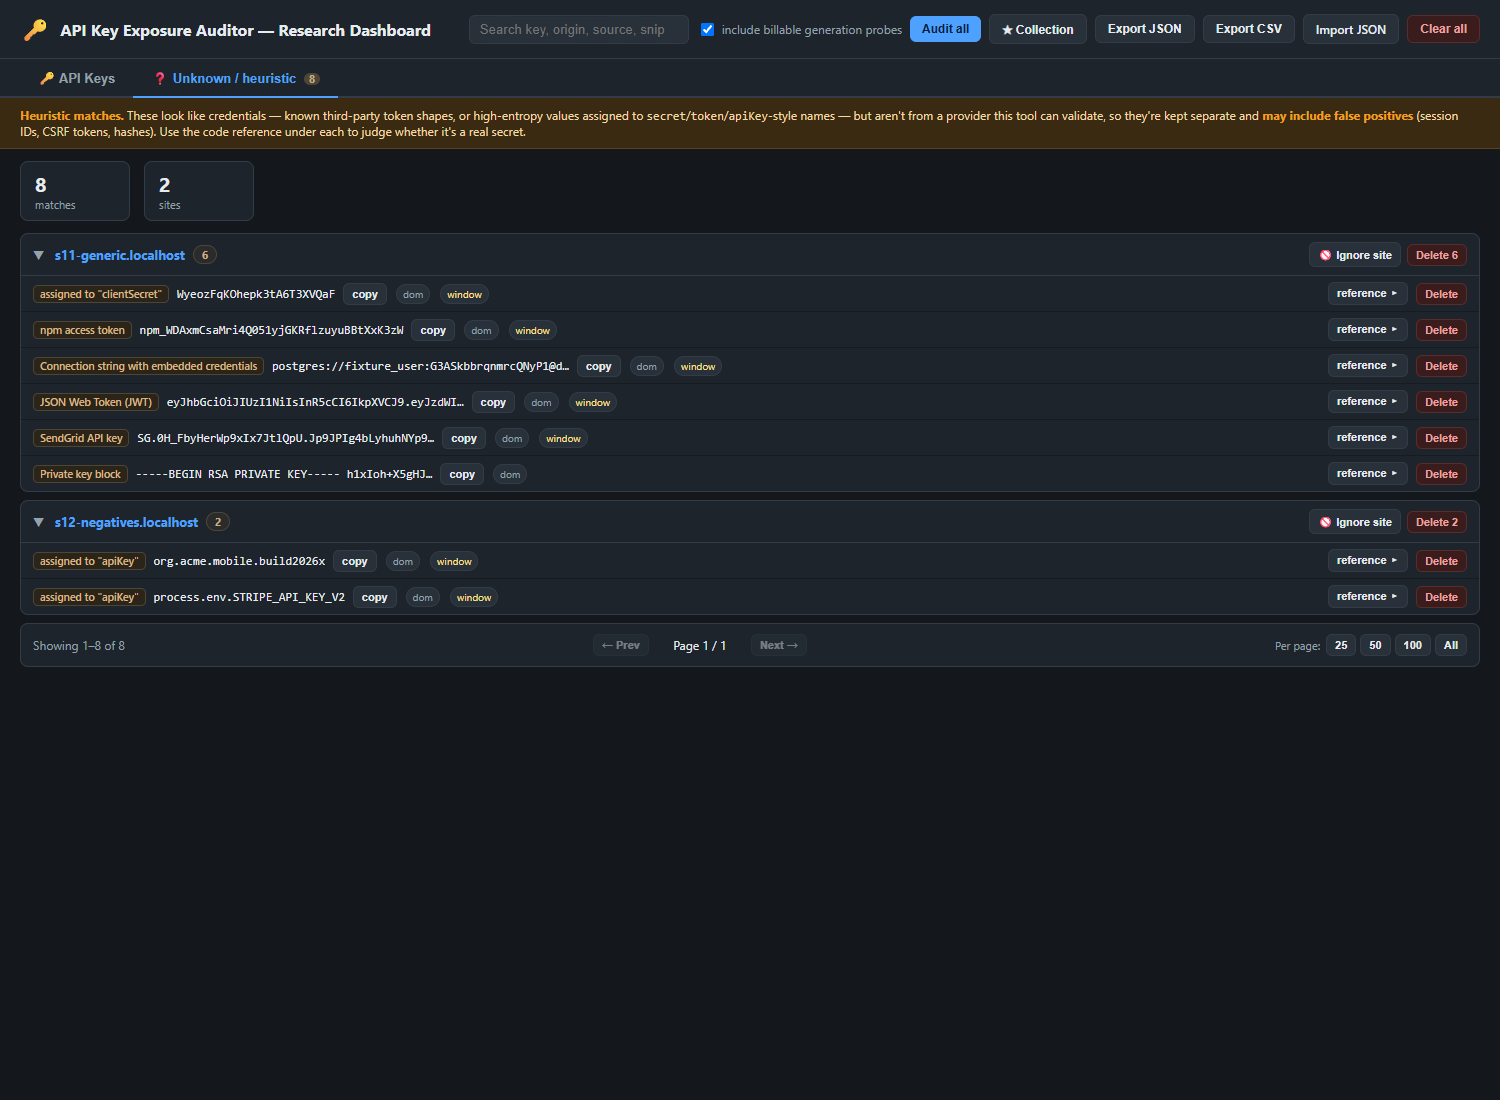 API Key Exposure Auditor — Research Dashboard
Search key, origin, source, snip
include billable generation probes
Audit all
★ Collection
Export JSON
Export CSV
Import JSON
Clear all
API Keys
Unknown / heuristic 8
Heuristic matches. These look like credentials — known third-party token shapes, or high-entropy values assigned to secret/token/apiKey-style names — but aren't from a provider this tool can validate, so they're kept separate and may include false positives (session
IDs, CSRF tokens, hashes). Use the code reference under each to judge whether it's a real secret.
8
matches
2
sites
▼ s11-generic.localhost 6 Ignore site Delete 6
assigned to "clientSecret" WyeozFqKOhepk3tA6T3XVQaF copy dom window reference ▸ Delete
npm access token npm_WDAxmCsaMri4Q051yjGKRflzuyuBBtXxK3zW copy dom window reference ▸ Delete
Connection string with embedded credentials postgres://fixture_user:G3ASkbbrqnmrcQNyP1@d… copy dom window reference ▸ Delete
JSON Web Token (JWT) eyJhbGciOiJIUzI1NiIsInR5cCI6IkpXVCJ9.eyJzdWI… copy dom window reference ▸ Delete
SendGrid API key SG.0H_FbyHerWp9xIx7JtlQpU.Jp9JPIg4bLyhuhNYp9… copy dom window reference ▸ Delete
Private key block -----BEGIN RSA PRIVATE KEY----- h1xIoh+X5gHJ… copy dom reference ▸ Delete
▼ s12-negatives.localhost 2 Ignore site Delete 2
assigned to "apiKey" org.acme.mobile.build2026x copy dom window reference ▸ Delete
assigned to "apiKey" process.env.STRIPE_API_KEY_V2 copy dom window reference ▸ Delete
Showing 1–8 of 8 ← Prev Page 1 / 1 Next → Per page: 25 50 100 All